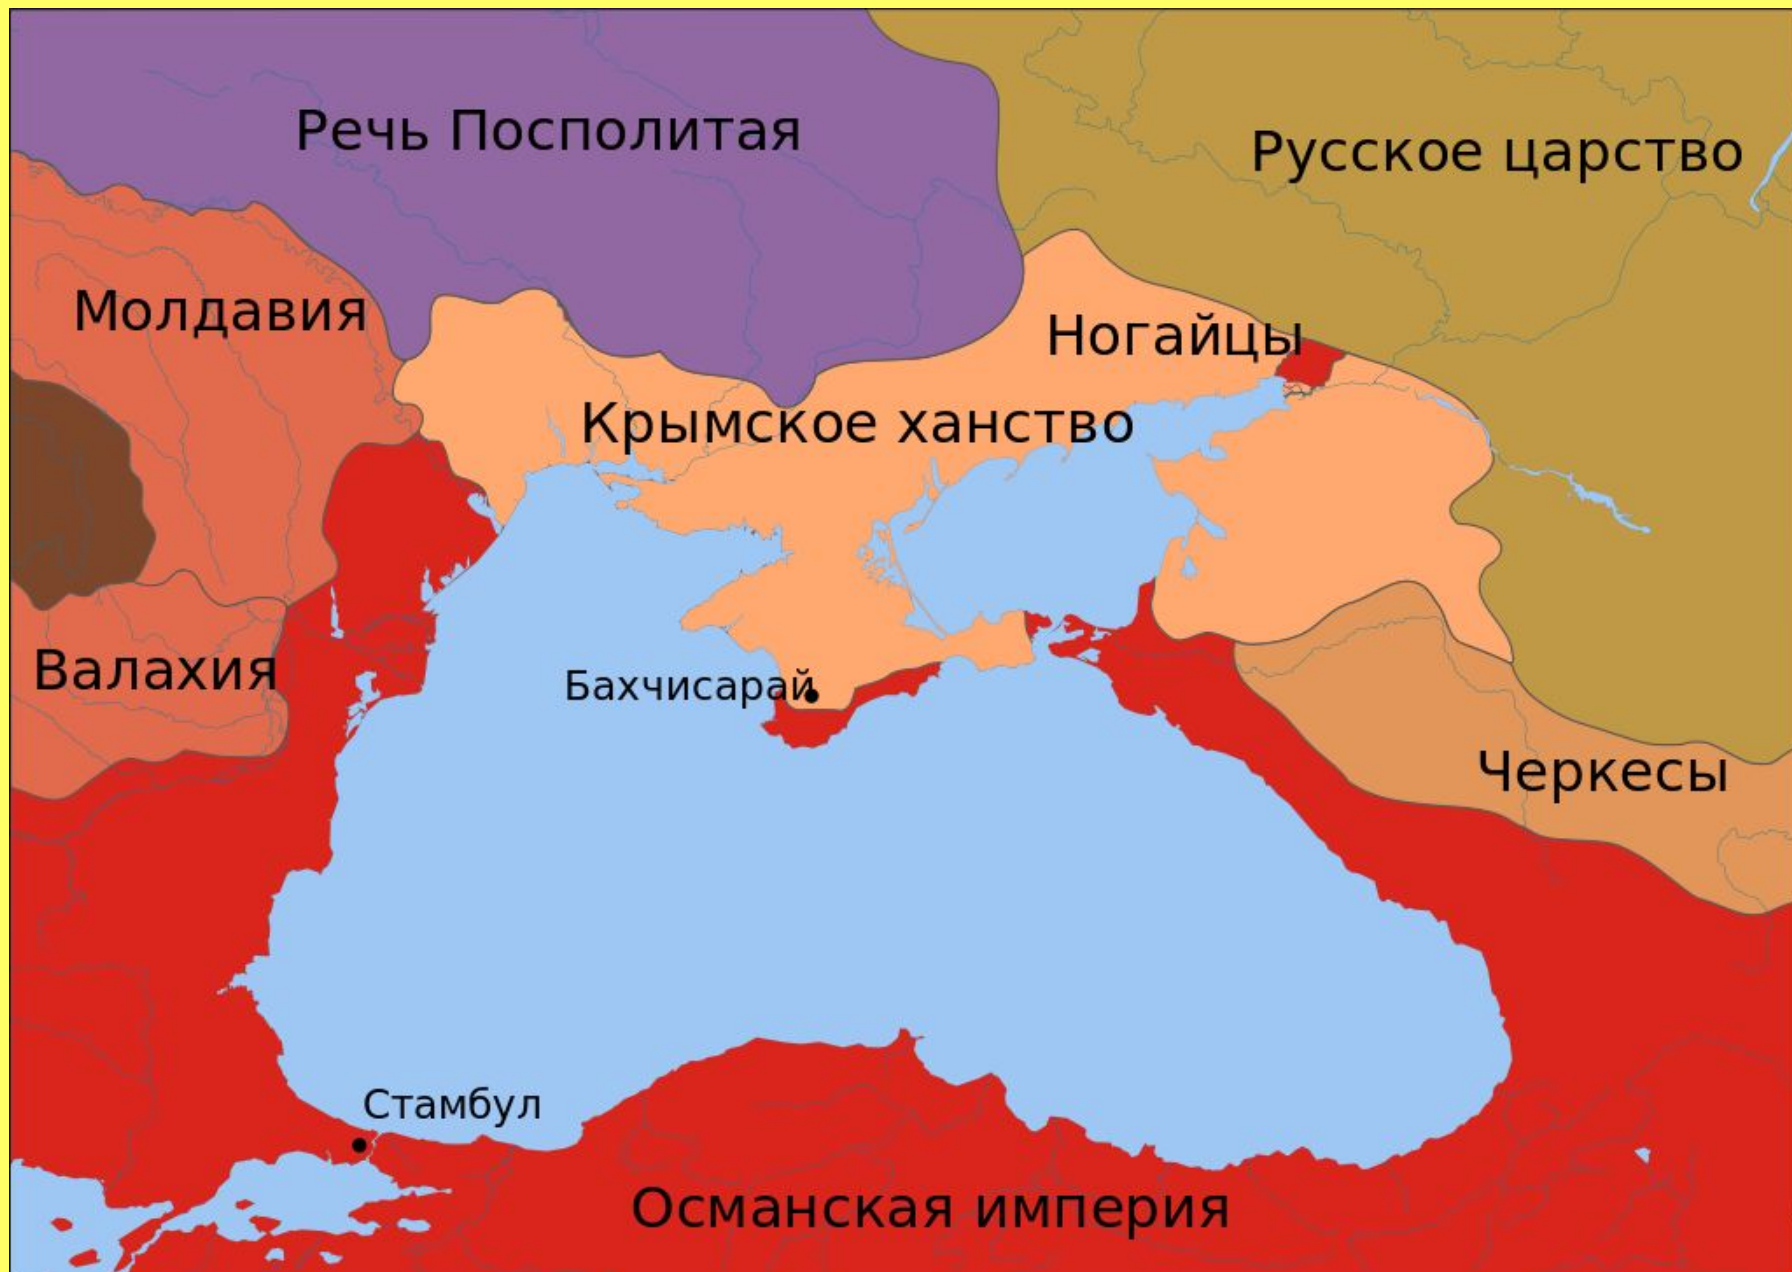 Речь Посполитая
Русское царство
Молдавия
Ногайцы
Крымское ханство
Валахия
Бахчисарай
Черкесы
Стамбул
Османская империя